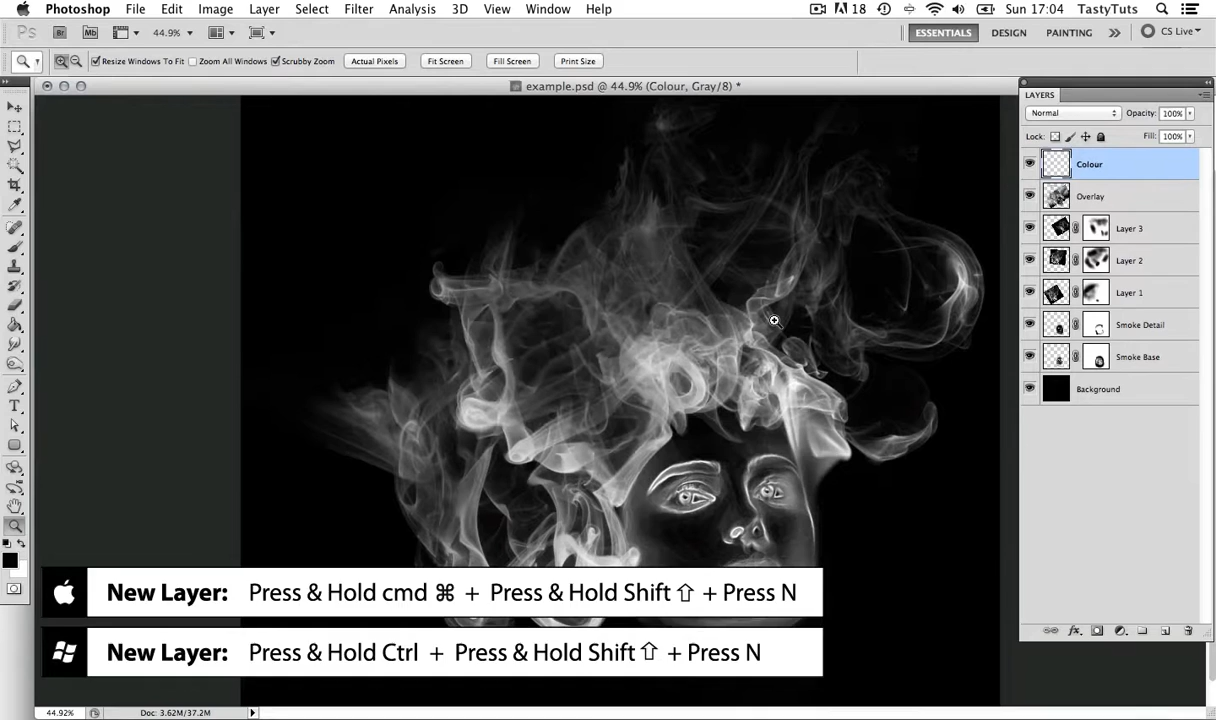 Photoshop File Edit Image Layer Select Filter Analysis 3D View Window Help 18 Sun 17:04 TastyTuts
Ps Br Mb 44.9% ESSENTIALS DESIGN PAINTING CS Live
Resize Windows To Fit Zoom All Windows Scrubby Zoom Actual Pixels Fit Screen Fill Screen Print Size
example.psd @ 44.9% (Colour, Gray/8) *
LAYERS
Normal Opacity: 100%
Lock: Fill: 100%
Colour
Overlay
Layer 3
Layer 2
Layer 1
Smoke Detail
Smoke Base
Background
New Layer: Press & Hold cmd ⌘ + Press & Hold Shift ⇧ + Press N
New Layer: Press & Hold Ctrl + Press & Hold Shift ⇧ + Press N
44.92% Doc: 3.62M/37.2M